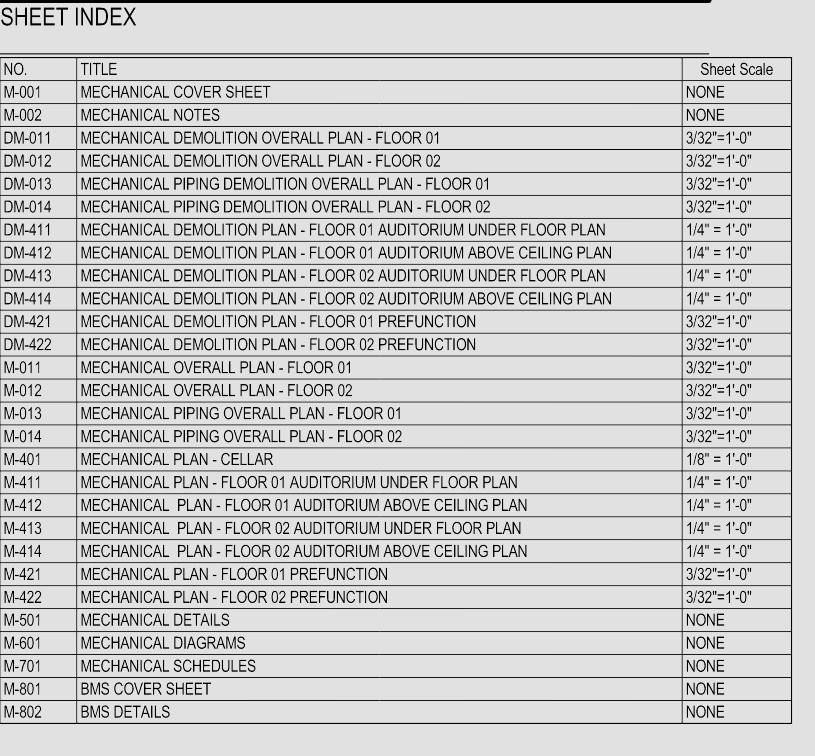 SHEET INDEX
NO. TITLE Sheet Scale
M-001 MECHANICAL COVER SHEET NONE
M-002 MECHANICAL NOTES NONE
DM-011 MECHANICAL DEMOLITION OVERALL PLAN - FLOOR 01 3/32"=1'-0"
DM-012 MECHANICAL DEMOLITION OVERALL PLAN - FLOOR 02 3/32"=1'-0"
DM-013 MECHANICAL PIPING DEMOLITION OVERALL PLAN - FLOOR 01 3/32"=1'-0"
DM-014 MECHANICAL PIPING DEMOLITION OVERALL PLAN - FLOOR 02 3/32"=1'-0"
DM-411 MECHANICAL DEMOLITION PLAN - FLOOR 01 AUDITORIUM UNDER FLOOR PLAN 1/4" = 1'-0"
DM-412 MECHANICAL DEMOLITION PLAN - FLOOR 01 AUDITORIUM ABOVE CEILING PLAN 1/4" = 1'-0"
DM-413 MECHANICAL DEMOLITION PLAN - FLOOR 02 AUDITORIUM UNDER FLOOR PLAN 1/4" = 1'-0"
DM-414 MECHANICAL DEMOLITION PLAN - FLOOR 02 AUDITORIUM ABOVE CEILING PLAN 1/4" = 1'-0"
DM-421 MECHANICAL DEMOLITION PLAN - FLOOR 01 PREFUNCTION 3/32"=1'-0"
DM-422 MECHANICAL DEMOLITION PLAN - FLOOR 02 PREFUNCTION 3/32"=1'-0"
M-011 MECHANICAL OVERALL PLAN - FLOOR 01 3/32"=1'-0"
M-012 MECHANICAL OVERALL PLAN - FLOOR 02 3/32"=1'-0"
M-013 MECHANICAL PIPING OVERALL PLAN - FLOOR 01 3/32"=1'-0"
M-014 MECHANICAL PIPING OVERALL PLAN - FLOOR 02 3/32"=1'-0"
M-401 MECHANICAL PLAN - CELLAR 1/8" = 1'-0"
M-411 MECHANICAL PLAN - FLOOR 01 AUDITORIUM UNDER FLOOR PLAN 1/4" = 1'-0"
M-412 MECHANICAL PLAN - FLOOR 01 AUDITORIUM ABOVE CEILING PLAN 1/4" = 1'-0"
M-413 MECHANICAL PLAN - FLOOR 02 AUDITORIUM UNDER FLOOR PLAN 1/4" = 1'-0"
M-414 MECHANICAL PLAN - FLOOR 02 AUDITORIUM ABOVE CEILING PLAN 1/4" = 1'-0"
M-421 MECHANICAL PLAN - FLOOR 01 PREFUNCTION 3/32"=1'-0"
M-422 MECHANICAL PLAN - FLOOR 02 PREFUNCTION 3/32"=1'-0"
M-501 MECHANICAL DETAILS NONE
M-601 MECHANICAL DIAGRAMS NONE
M-701 MECHANICAL SCHEDULES NONE
M-801 BMS COVER SHEET NONE
M-802 BMS DETAILS NONE